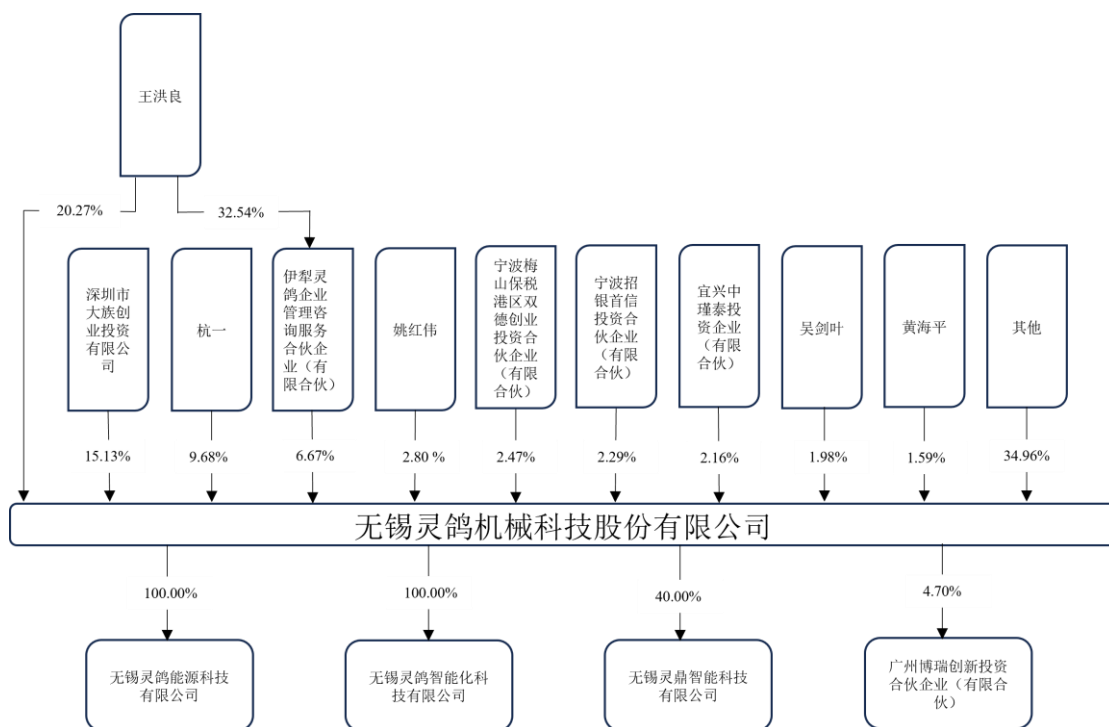 王洪良
20.27%
32.54%
深圳市
大族创
业投资
有限公
司
杭一
伊犁灵
鸽企业
管理咨
询服务
合伙企
业（有
限合伙）
姚红伟
宁波梅
山保税
港区双
德创业
投资合
伙企业
（有限
合伙）
宁波招
银首信
投资合
伙企业
（有限
合伙）
宜兴中
瑾泰投
资企业
（有限
合伙）
吴剑叶
黄海平
其他
15.13%
9.68%
6.67%
2.80 %
2.47%
2.29%
2.16%
1.98%
1.59%
34.96%
无锡灵鸽机械科技股份有限公司
100.00%
100.00%
40.00%
4.70%
无锡灵鸽能源科技
有限公司
无锡灵鸽智能化科
技有限公司
无锡灵鼎智能科技
有限公司
广州博瑞创新投资
合伙企业（有限合
伙）